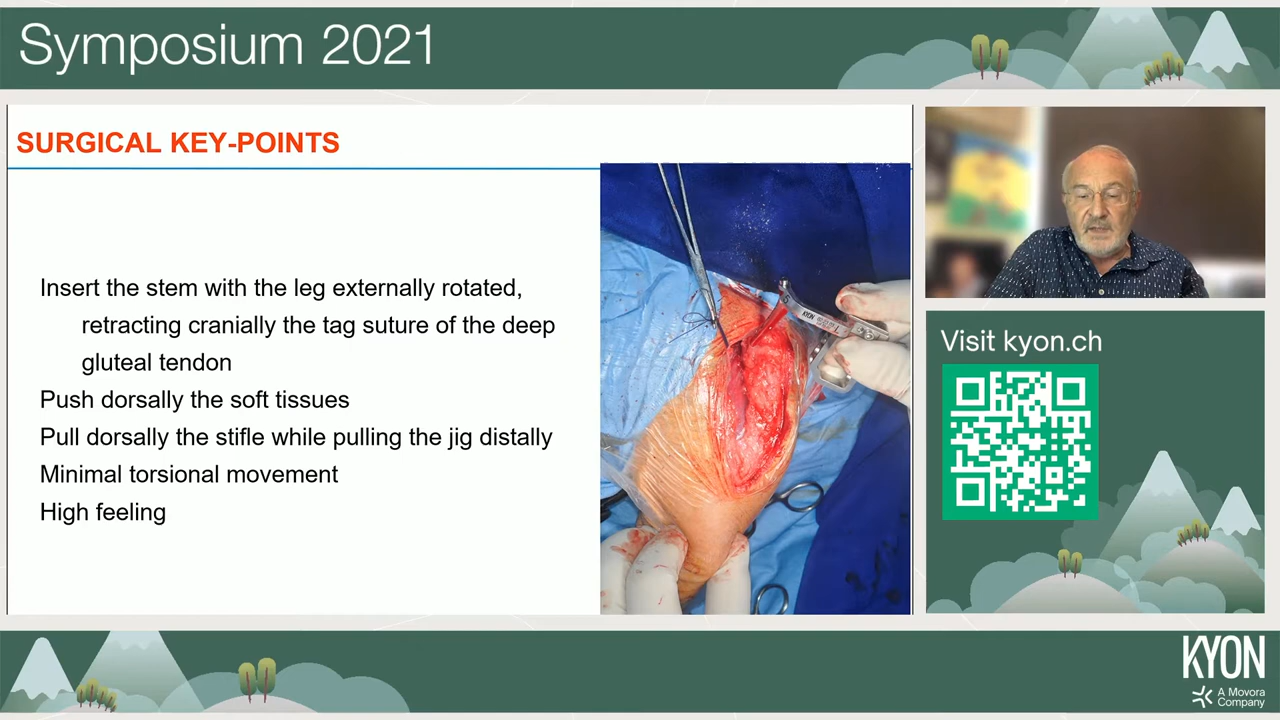 Symposium 2021
SURGICAL KEY-POINTS
Insert the stem with the leg externally rotated,
retracting cranially the tag suture of the deep
gluteal tendon
Push dorsally the soft tissues
Pull dorsally the stifle while pulling the jig distally
Minimal torsional movement
High feeling
KYON
Visit kyon.ch
KYON
A Movora
Company